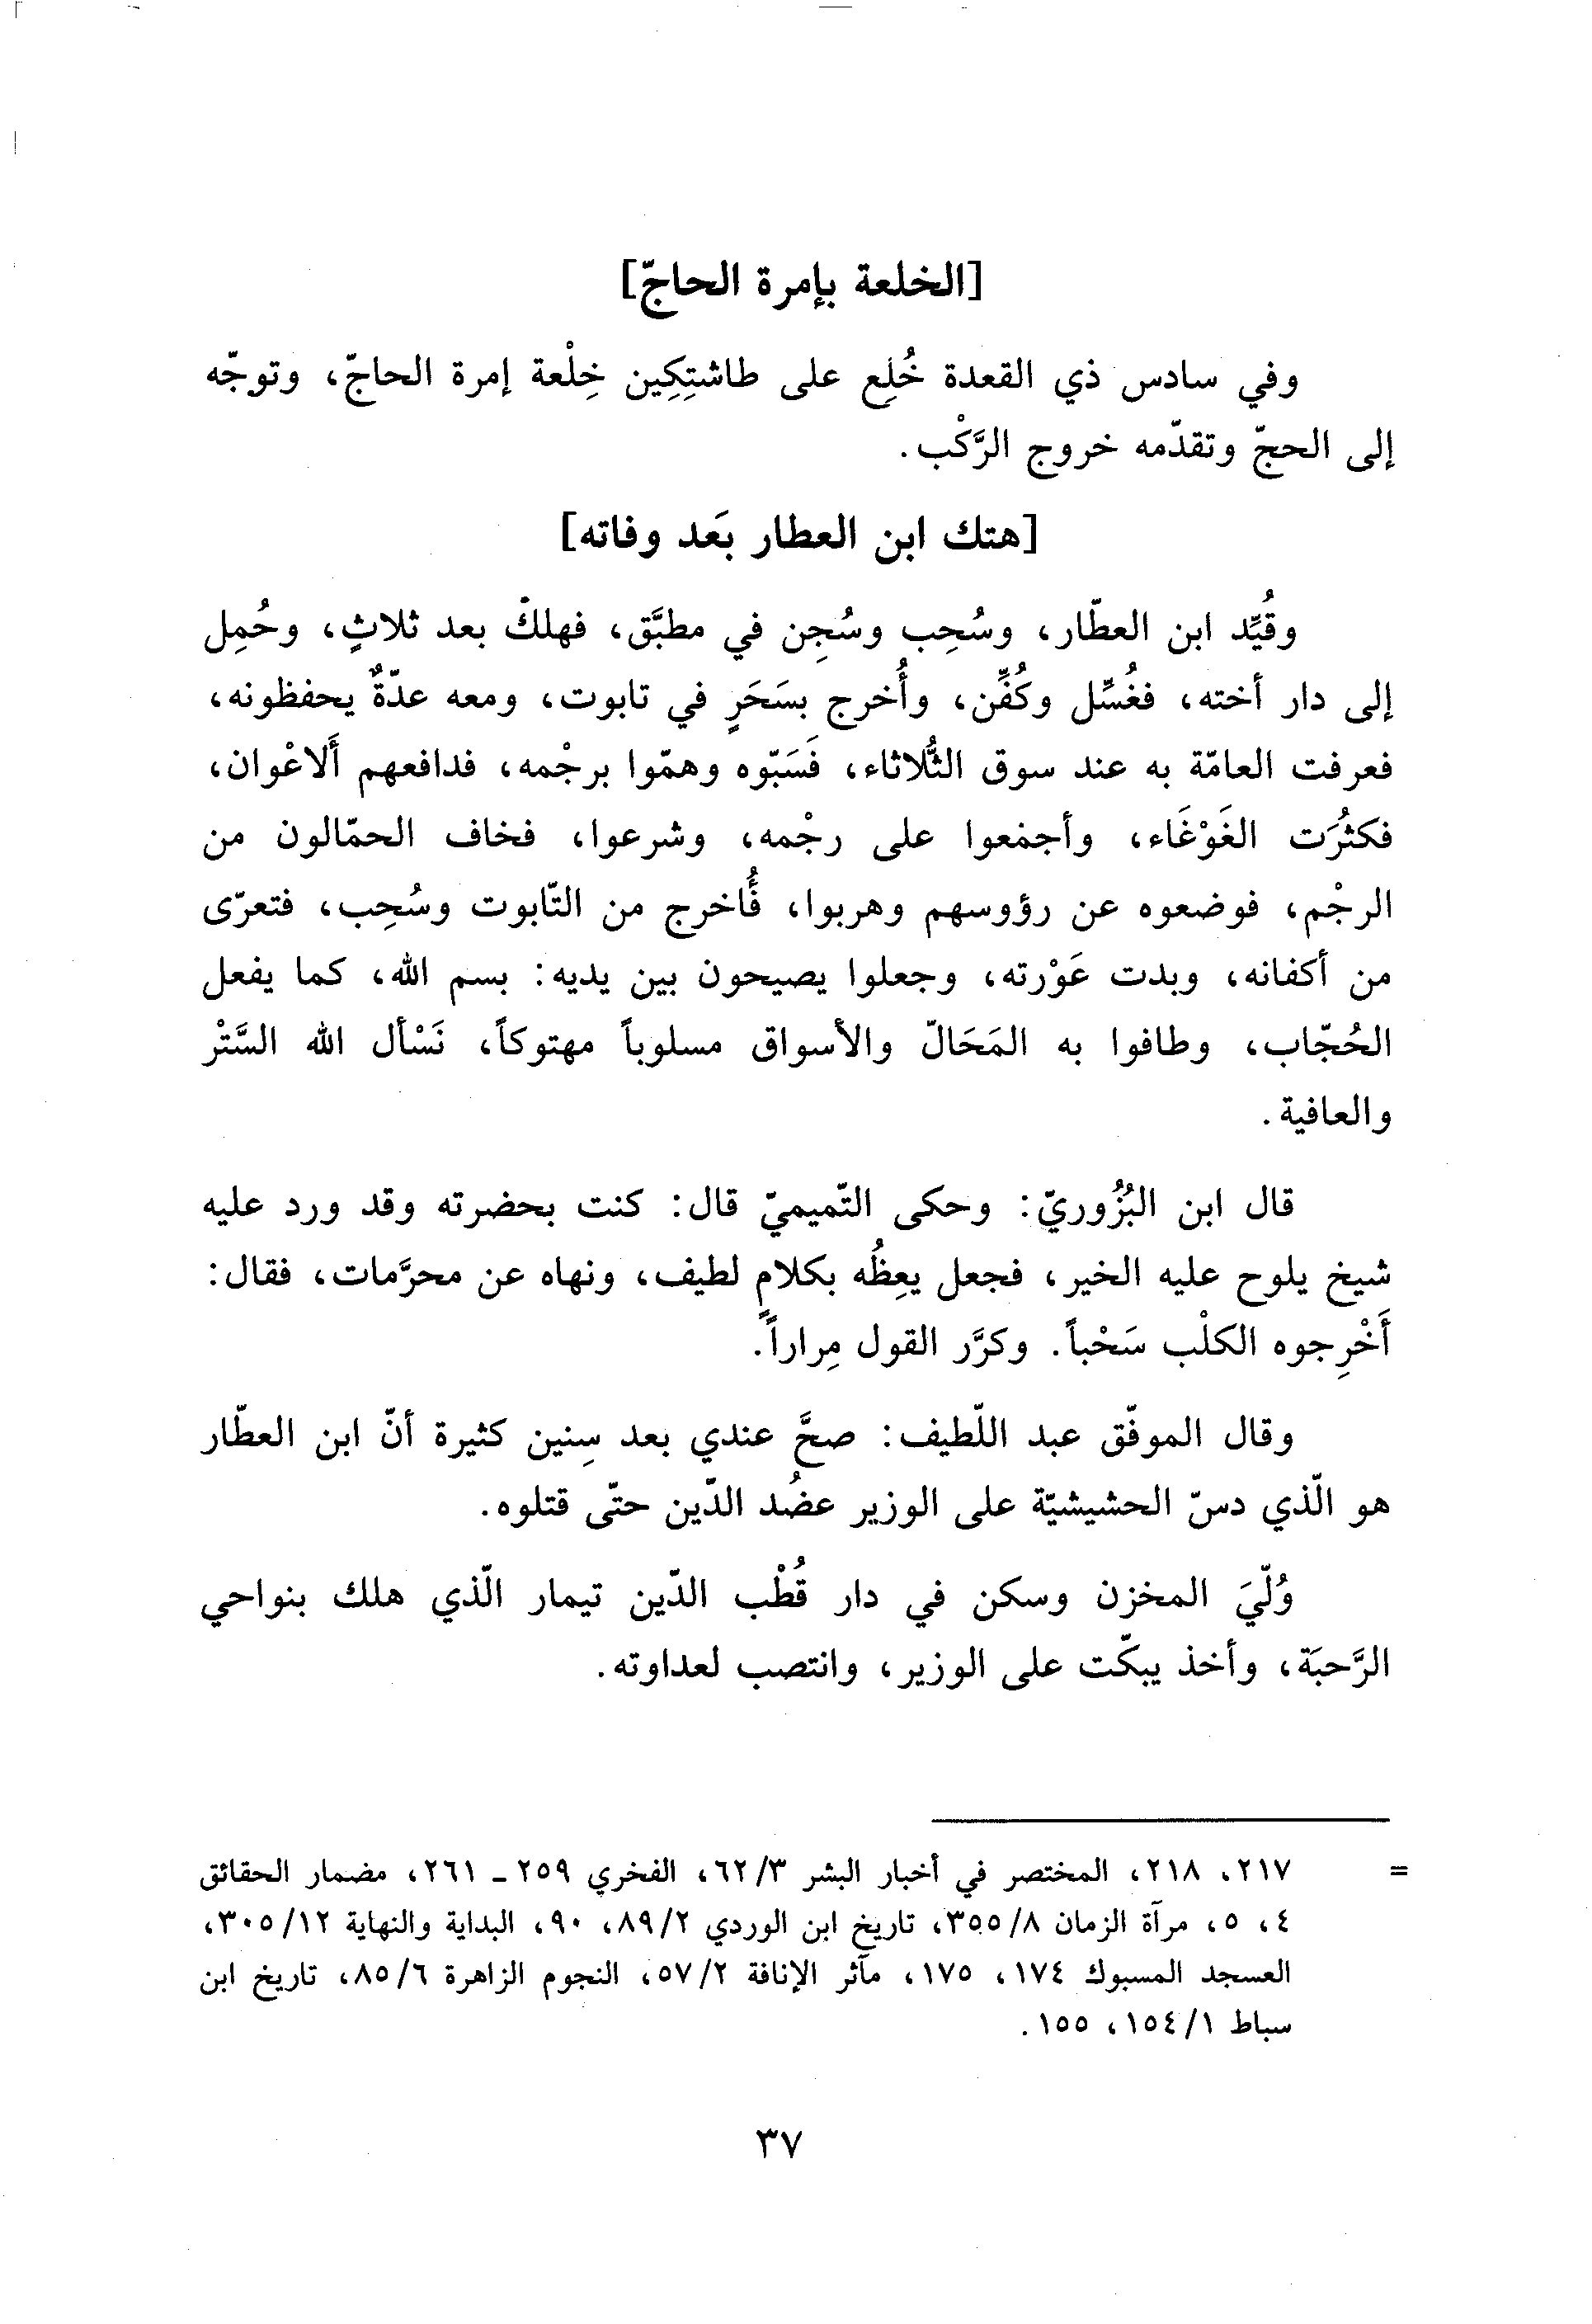 [الخلعة بإمرة الحاجّ]
وفي سادس ذي القعدة خُلِع على طاشتِكِين خِلْعة إمرة الحاجّ، وتوجّه
إلى الحجّ وتقدّمه خروج الرَّكْب.
[هتك ابن العطار بَعد وفاته]
وقُيِّد ابن العطّار، وسُحِب وسُجِن في مطبَّق، فهلك بعد ثلاثٍ، وحُمِل
إلى دار أخته، فغُسِّل وكُفِّن، وأُخرج بسَحَرٍ في تابوت، ومعه عدّةٌ يحفظونه،
فعرفت العامّة به عند سوق الثُّلاثاء، فَسَبّوه وهمّوا برجْمه، فدافعهم أَلاعْوان،
فكثُرَت الغَوْغَاء، وأجمعوا على رجْمه، وشرعوا، فخاف الحمّالون من
الرجْم، فوضعوه عن رؤوسهم وهربوا، فأُخرج من التّابوت وسُحِب، فتعرّى
من أكفانه، وبدت عَوْرته، وجعلوا يصيحون بين يديه: بسم الله، كما يفعل
الحُجّاب، وطافوا به المَحَالّ والأسواق مسلوباً مهتوكاً، نَسْأل الله السَّتْر
والعافية.
قال ابن البُزُوريّ: وحكى التّميميّ قال: كنت بحضرته وقد ورد عليه
شيخ يلوح عليه الخير، فجعل يعِظُه بكلامٍ لطيف، ونهاه عن محرَّمات، فقال:
أَخْرِجوه الكلْب سَحْباً. وكرَّر القول مِراراً.
وقال الموفّق عبد اللّطيف: صحَّ عندي بعد سِنين كثيرة أنّ ابن العطّار
هو الّذي دسّ الحشيشيّة على الوزير عضُد الدّين حتّى قتلوه.
وُلّيَ المخزن وسكن في دار قُطْب الدّين تيمار الّذي هلك بنواحي
الرَّحبَة، وأخذ يبكّت على الوزير، وانتصب لعداوته.
= ٢١٧، ٢١٨، المختصر في أخبار البشر ٦٢/٣، الفخري ٢٥٩ ـ ٢٦١، مضمار الحقائق
٤، ٥، مرآة الزمان ٣٥٥/٨، تاريخ ابن الوردي ٨٩/٢، ٩٠، البداية والنهاية ٣٠٥/١٢،
العسجد المسبوك ١٧٤، ١٧٥، مآثر الإنافة ٥٧/٢، النجوم الزاهرة ٨٥/٦، تاريخ ابن
سباط ١٥٤/١، ١٥٥.
٣٧